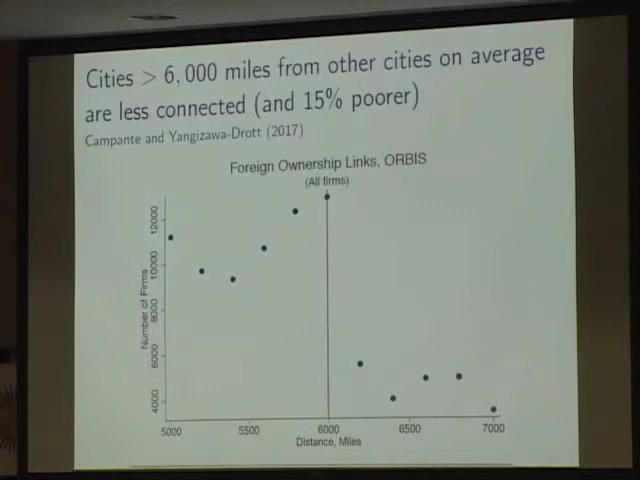 Cities > 6,000 miles from other cities on average
are less connected (and 15% poorer)
Campante and Yangizawa-Drott (2017)
Foreign Ownership Links, ORBIS
(All firms)
Number of Firms
12000
10000
8000
6000
4000
5000 5500 6000 6500 7000
Distance, Miles